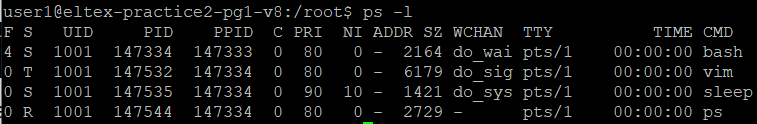 user1@eltex-practice2-pg1-v8:/root$ ps -l
F S   UID     PID    PPID  C PRI  NI ADDR SZ WCHAN  TTY          TIME CMD
4 S  1001  147334  147333  0  80   0 -  2164 do_wai pts/1    00:00:00 bash
0 T  1001  147532  147334  0  80   0 -  6179 do_sig pts/1    00:00:00 vim
0 S  1001  147535  147334  0  90  10 -  1421 do_sys pts/1    00:00:00 sleep
0 R  1001  147544  147334  0  80   0 -  2729 -      pts/1    00:00:00 ps